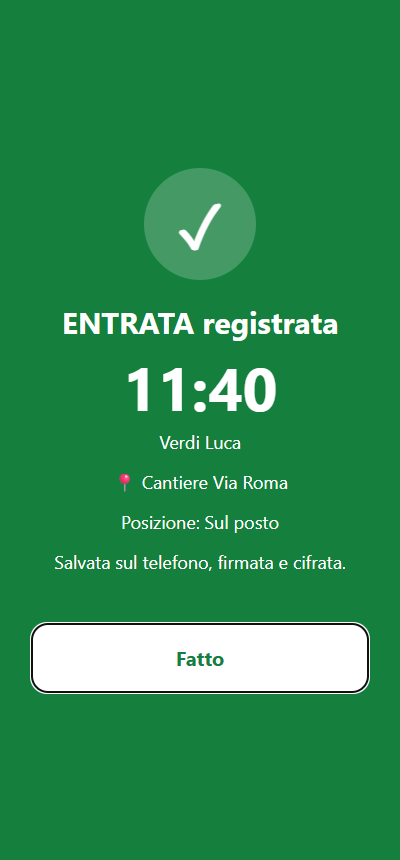 ENTRATA registrata
11:40
Verdi Luca
📍 Cantiere Via Roma
Posizione: Sul posto
Salvata sul telefono, firmata e cifrata.
Fatto